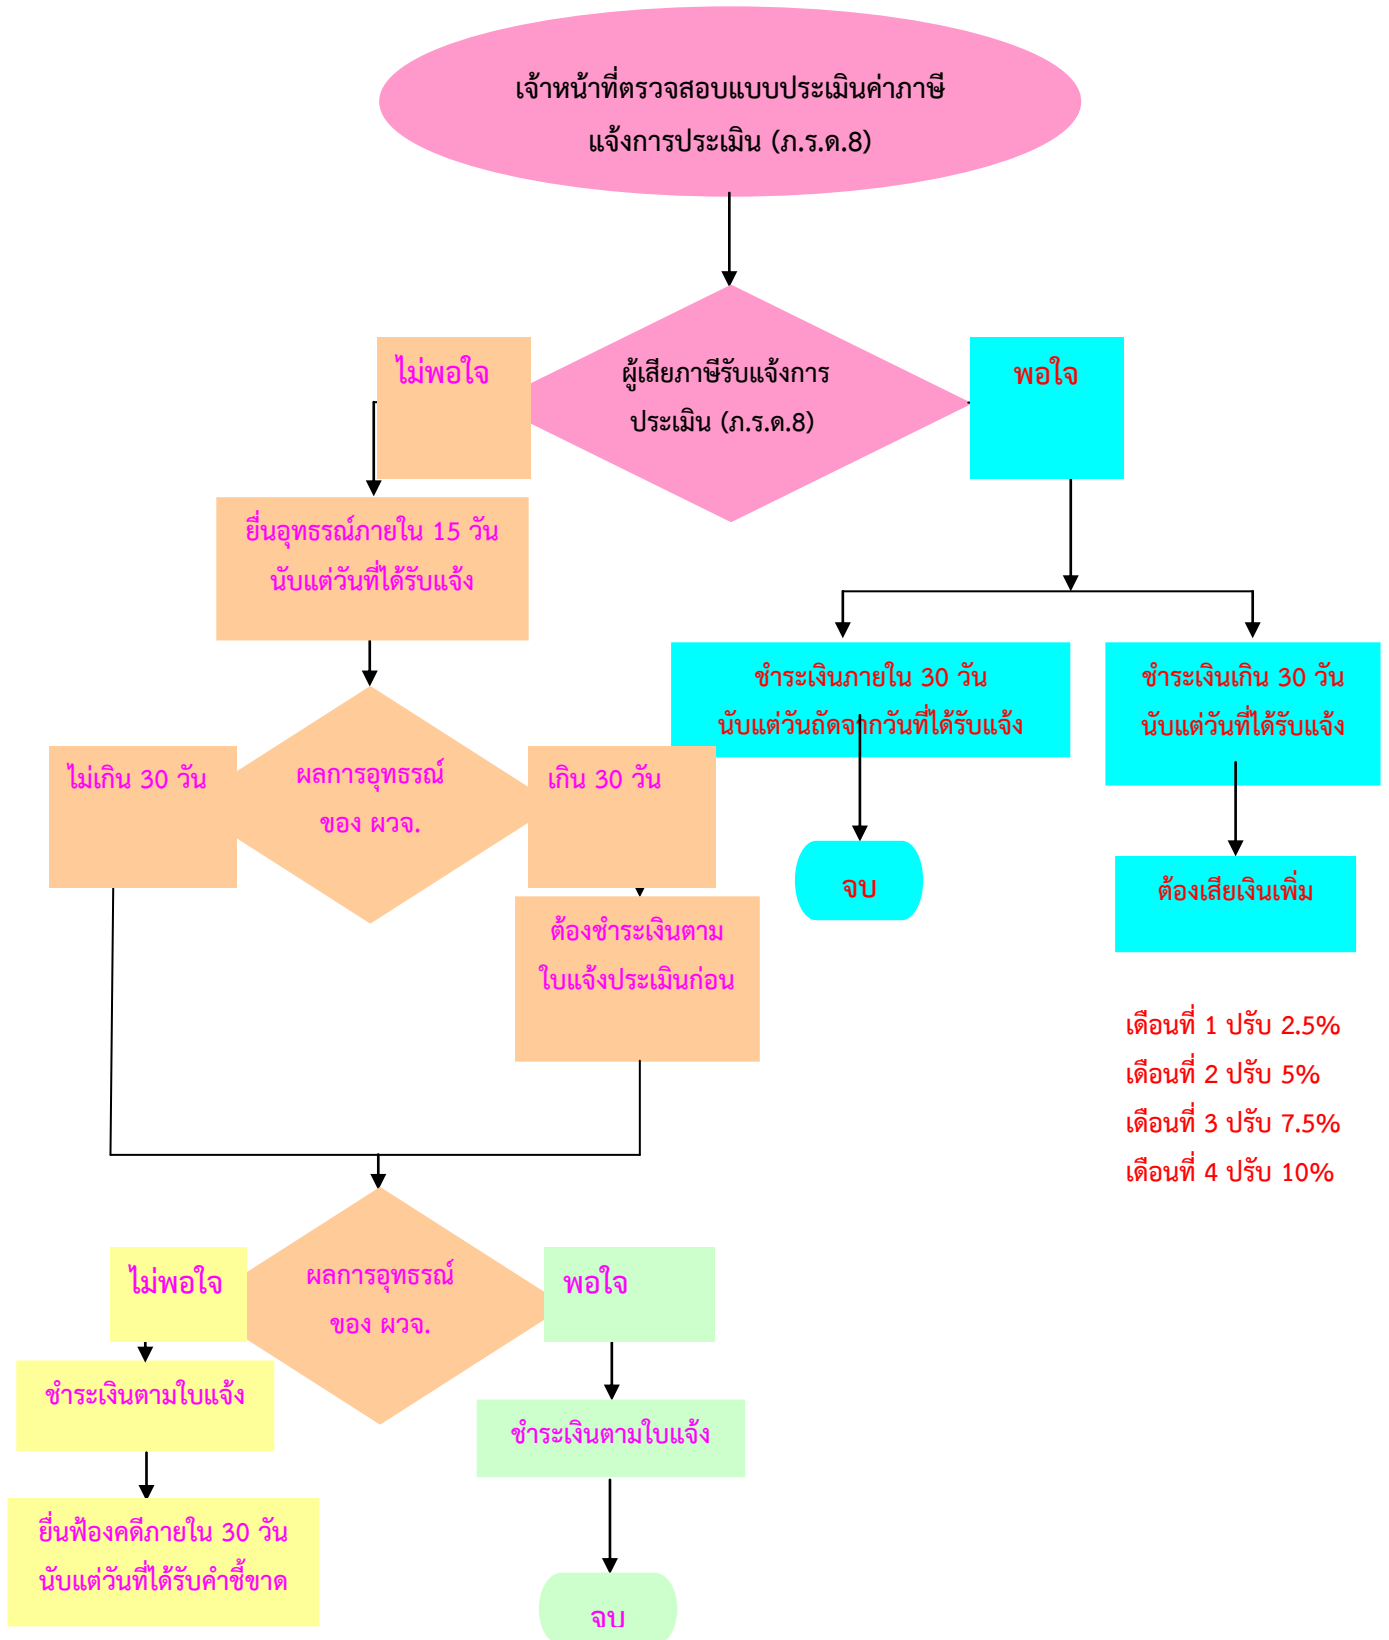 เจ้าหน้าที่ตรวจสอบแบบประเมินค่าภาษี
แจ้งการประเมิน (ภ.ร.ด.8)
ไม่พอใจ
ผู้เสียภาษีรับแจ้งการ
ประเมิน (ภ.ร.ด.8)
พอใจ
ยื่นอุทธรณ์ภายใน 15 วัน
นับแต่วันที่ได้รับแจ้ง
ชำระเงินภายใน 30 วัน
นับแต่วันถัดจากวันที่ได้รับแจ้ง
ชำระเงินเกิน 30 วัน
นับแต่วันที่ได้รับแจ้ง
ไม่เกิน 30 วัน
ผลการอุทธรณ์
ของ ผวจ.
เกิน 30 วัน
จบ
ต้องเสียเงินเพิ่ม
ต้องชำระเงินตาม
ใบแจ้งประเมินก่อน
เดือนที่ 1 ปรับ 2.5%
เดือนที่ 2 ปรับ 5%
เดือนที่ 3 ปรับ 7.5%
เดือนที่ 4 ปรับ 10%
ไม่พอใจ
ผลการอุทธรณ์
ของ ผวจ.
พอใจ
ชำระเงินตามใบแจ้ง
ชำระเงินตามใบแจ้ง
ยื่นฟ้องคดีภายใน 30 วัน
นับแต่วันที่ได้รับคำชี้ขาด
จบ